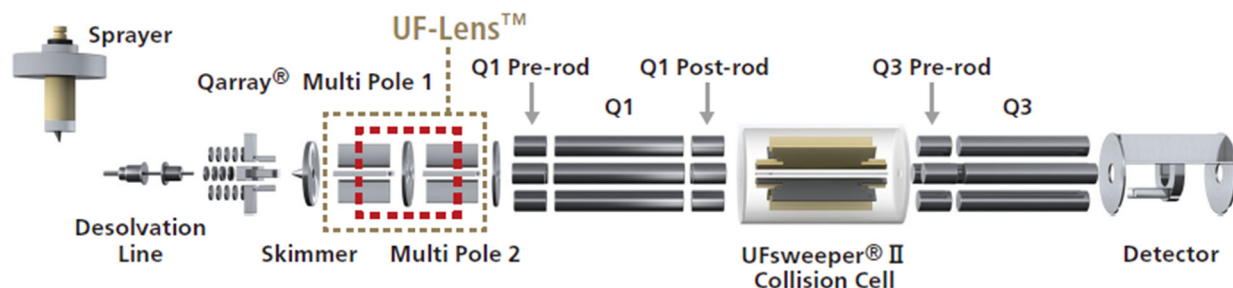 UF-Lens™
Sprayer
Qarray® Multi Pole 1
Q1 Pre-rod
Q1 Post-rod
Q3 Pre-rod
Q1
Q3
Desolvation
Line
Skimmer
Multi Pole 2
UFsweeper® II
Collision Cell
Detector